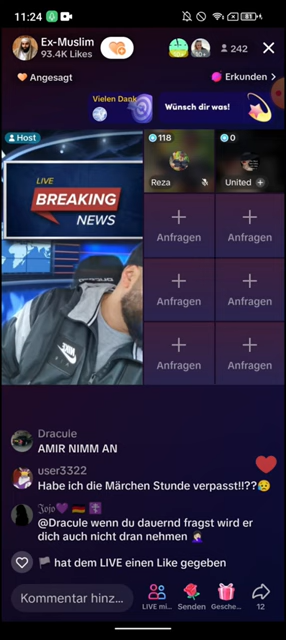 11:24
81
Ex-Muslim
93.4K Likes
242
Angesagt
Erkunden
Vielen Dank
Wünsch dir was!
Host
118
0
LIVE
BREAKING
NEWS
Reza
United
Anfragen
Anfragen
Anfragen
Anfragen
Anfragen
Anfragen
Dracule
AMIR NIMM AN
user3322
Habe ich die Märchen Stunde verpasst!!??😥
𝔍𝔬𝔧𝔬💜 🇩🇪 ✝️
@Dracule wenn du dauernd fragst wird er
dich auch nicht dran nehmen 🤦🏻‍♀️
🏴 hat dem LIVE einen Like gegeben
Kommentar hinz...
LIVE mi...
Senden
Gesche...
12